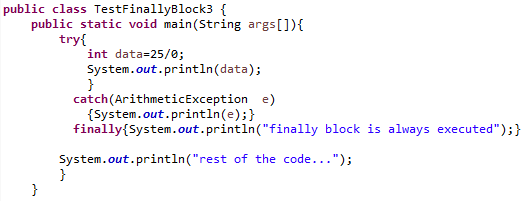 public class TestFinallyBlock3 {
public static void main(String args[]){
try{
int data=25/0;
System.out.println(data);
}
catch(ArithmeticException  e)
{System.out.println(e);}
finally{System.out.println("finally block is always executed");}
System.out.println("rest of the code...");
}
}